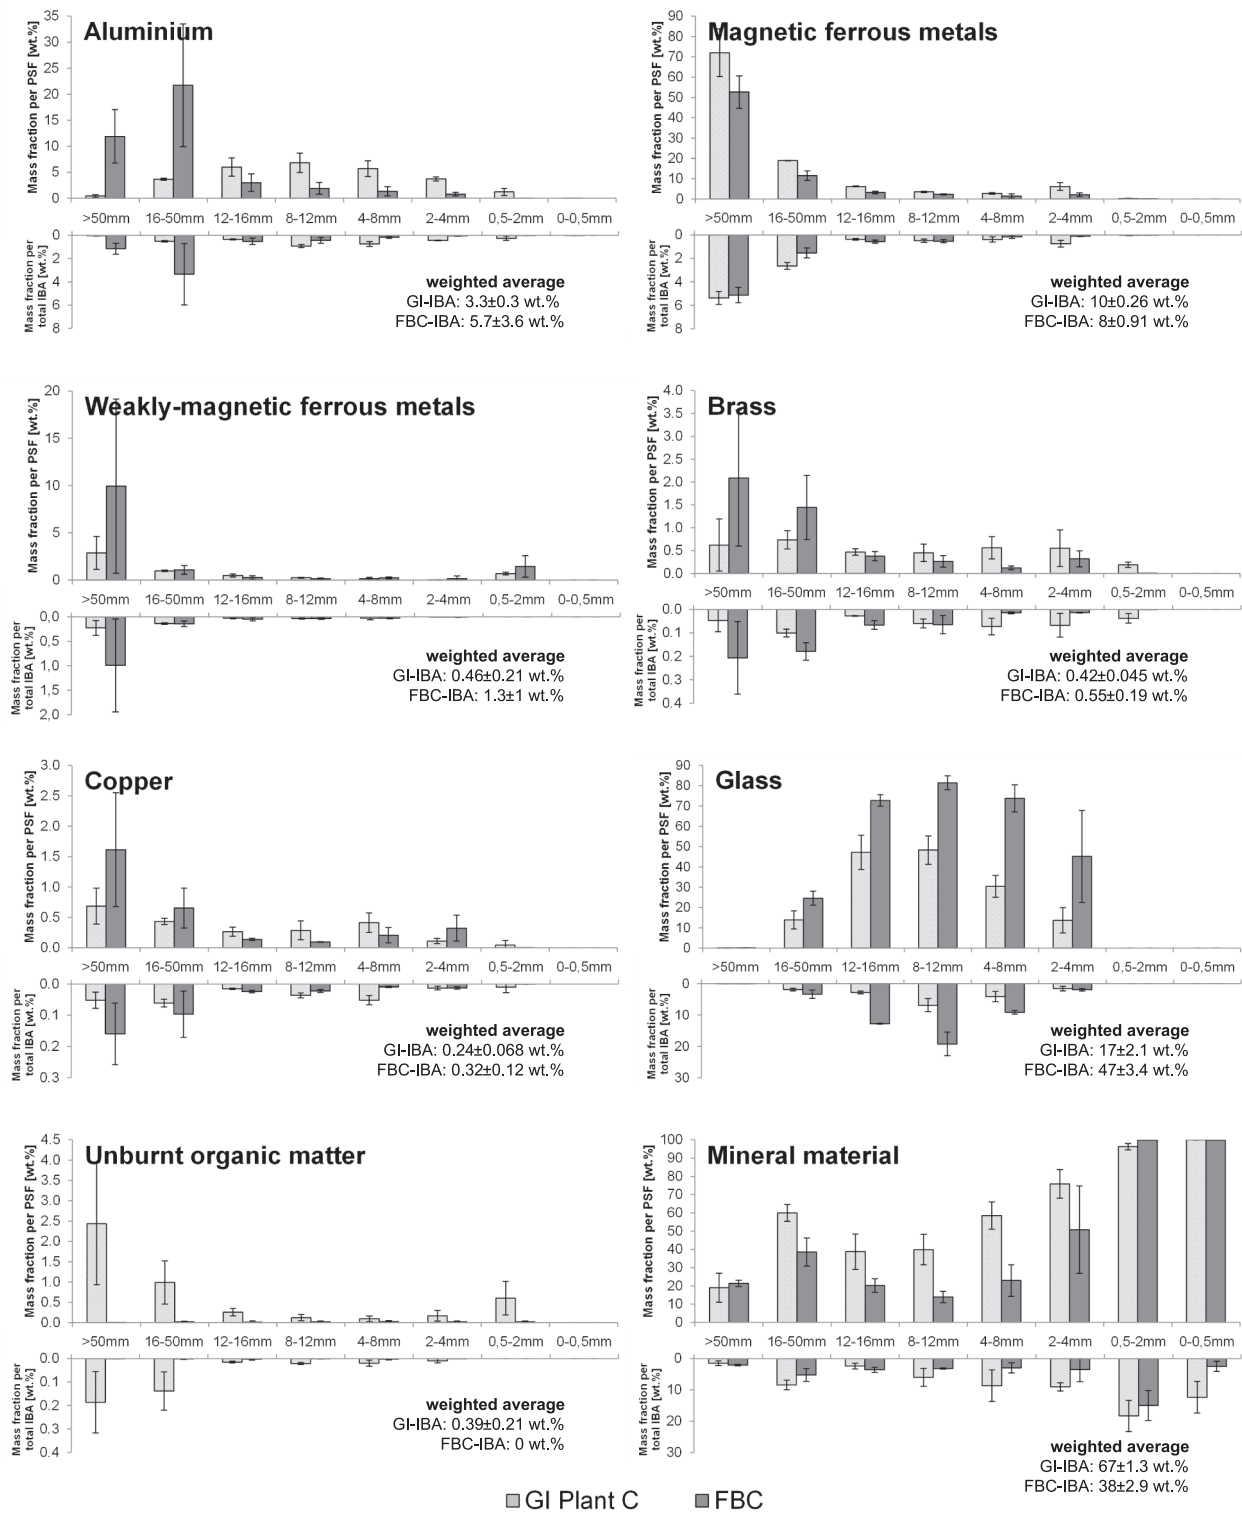 Aluminium
Mass fraction per PSF [wt.%]
35
30
25
20
15
10
5
0
>50mm 16-50mm 12-16mm 8-12mm 4-8mm 2-4mm 0,5-2mm 0-0,5mm
Mass fraction per
total IBA [wt.%]
0
2
4
6
8
weighted average
GI-IBA: 3.3±0.3 wt.%
FBC-IBA: 5.7±3.6 wt.%
Magnetic ferrous metals
Mass fraction per PSF [wt.%]
90
80
70
60
50
40
30
20
10
0
>50mm 16-50mm 12-16mm 8-12mm 4-8mm 2-4mm 0,5-2mm 0-0,5mm
Mass fraction per
total IBA [wt.%]
0
2
4
6
8
weighted average
GI-IBA: 10±0.26 wt.%
FBC-IBA: 8±0.91 wt.%
Weakly-magnetic ferrous metals
Mass fraction per PSF [wt.%]
20
15
10
5
0
>50mm 16-50mm 12-16mm 8-12mm 4-8mm 2-4mm 0,5-2mm 0-0,5mm
Mass fraction per
total IBA [wt.%]
0.0
0,5
1,0
1,5
2,0
weighted average
GI-IBA: 0.46±0.21 wt.%
FBC-IBA: 1.3±1 wt.%
Brass
Mass fraction per PSF [wt.%]
4.0
3.5
3.0
2.5
2.0
1.5
1.0
0.5
0.0
>50mm 16-50mm 12-16mm 8-12mm 4-8mm 2-4mm 0,5-2mm 0-0,5mm
Mass fraction per
total IBA [wt.%]
0.0
0.1
0.2
0.3
0.4
weighted average
GI-IBA: 0.42±0.045 wt.%
FBC-IBA: 0.55±0.19 wt.%
Copper
Mass fraction per PSF [wt.%]
3.0
2.5
2.0
1.5
1.0
0.5
0.0
>50mm 16-50mm 12-16mm 8-12mm 4-8mm 2-4mm 0,5-2mm 0-0,5mm
Mass fraction per
total IBA [wt.%]
0.0
0.1
0.2
0.3
weighted average
GI-IBA: 0.24±0.068 wt.%
FBC-IBA: 0.32±0.12 wt.%
Glass
Mass fraction per PSF [wt.%]
90
80
70
60
50
40
30
20
10
0
>50mm 16-50mm 12-16mm 8-12mm 4-8mm 2-4mm 0,5-2mm 0-0,5mm
Mass fraction per
total IBA [wt.%]
0
10
20
30
weighted average
GI-IBA: 17±2.1 wt.%
FBC-IBA: 47±3.4 wt.%
Unburnt organic matter
Mass fraction per PSF [wt.%]
4.5
4.0
3.5
3.0
2.5
2.0
1.5
1.0
0.5
0.0
>50mm 16-50mm 12-16mm 8-12mm 4-8mm 2-4mm 0,5-2mm 0-0,5mm
Mass fraction per
total IBA [wt.%]
0.0
0.1
0.2
0.3
0.4
weighted average
GI-IBA: 0.39±0.21 wt.%
FBC-IBA: 0 wt.%
Mineral material
Mass fraction per PSF [wt.%]
100
90
80
70
60
50
40
30
20
10
0
>50mm 16-50mm 12-16mm 8-12mm 4-8mm 2-4mm 0,5-2mm 0-0,5mm
Mass fraction per
total IBA [wt.%]
0
10
20
30
weighted average
GI-IBA: 67±1.3 wt.%
FBC-IBA: 38±2.9 wt.%
GI Plant C FBC